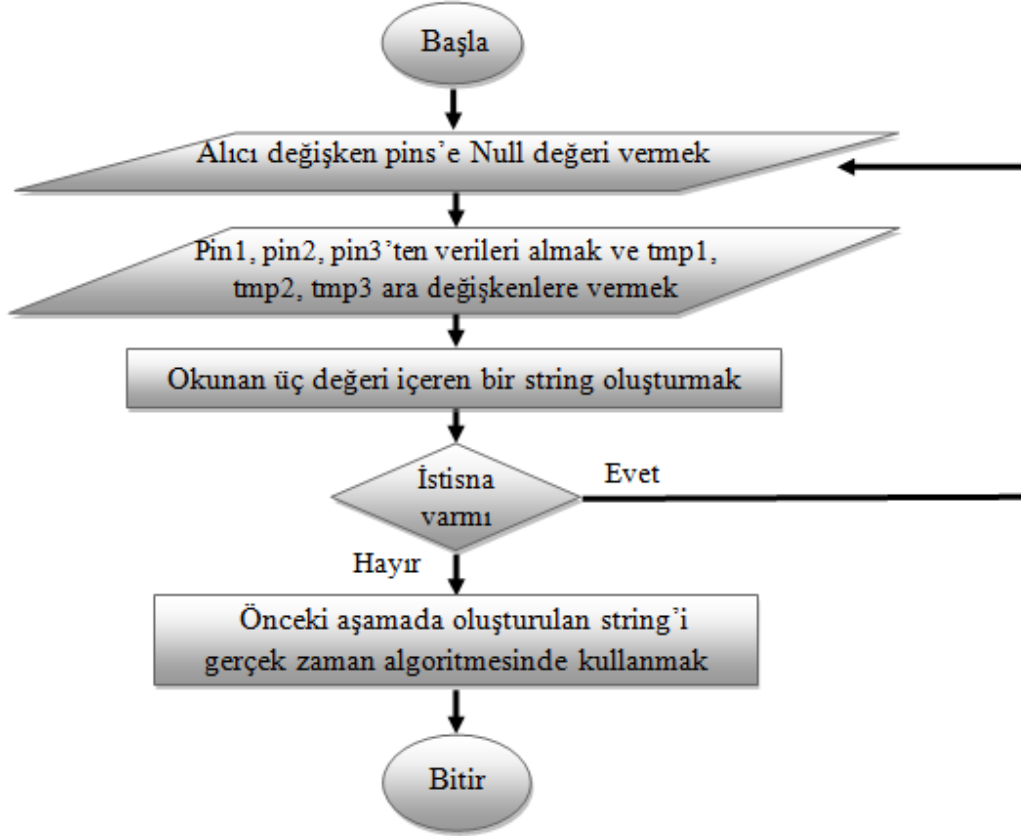 Başla
Alıcı değişken pins’e Null değeri vermek
Pin1, pin2, pin3’ten verileri almak ve tmp1,
tmp2, tmp3 ara değişkenlere vermek
Okunan üç değeri içeren bir string oluşturmak
İstisna
varmı
Evet
Hayır
Önceki aşamada oluşturulan string’i
gerçek zaman algoritmesinde kullanmak
Bitir